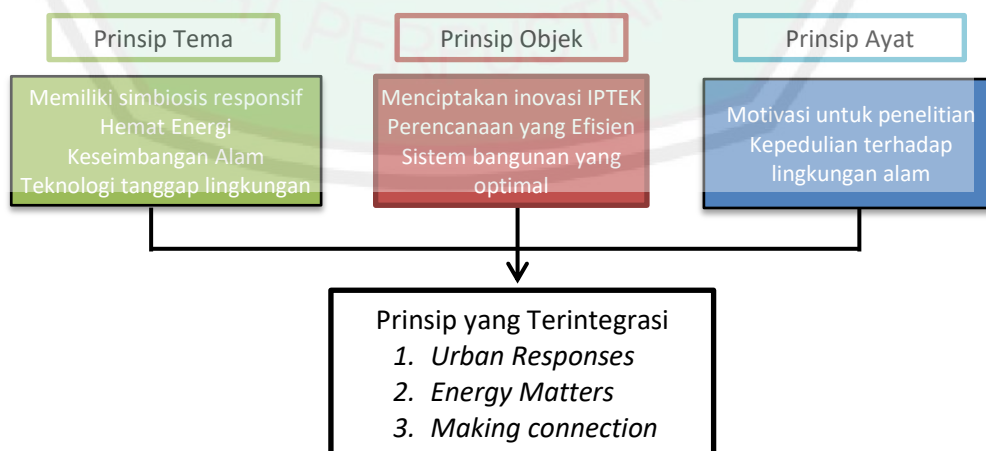 Prinsip Tema
Memiliki simbiosis responsif
Hemat Energi
Keseimbangan Alam
Teknologi tanggap lingkungan
Prinsip Objek
Menciptakan inovasi IPTEK
Perencanaan yang Efisien
Sistem bangunan yang
optimal
Prinsip Ayat
Motivasi untuk penelitian
Kepedulian terhadap
lingkungan alam
Prinsip yang Terintegrasi
1. Urban Responses
2. Energy Matters
3. Making connection